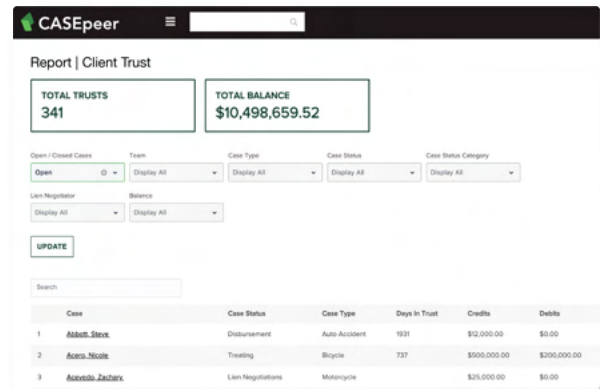 CASEpeer
Report | Client Trust
TOTAL TRUSTS
341
TOTAL BALANCE
$10,498,659.52
Open / Closed Cases Team Case Type Case Status Case Status Category
Open Display All Display All Display All Display All
Lien Negotiator Balance
Display All Display All
UPDATE
Search
Case Case Status Case Type Days In Trust Credits Debits
1 Abbott, Steve Disbursement Auto Accident 1931 $12,000.00 $0.00
2 Acero, Nicole Treating Bicycle 737 $500,000.00 $200,000.00
3 Acevedo, Zachary Lien Negotiations Motorcycle $25,000.00 $0.00